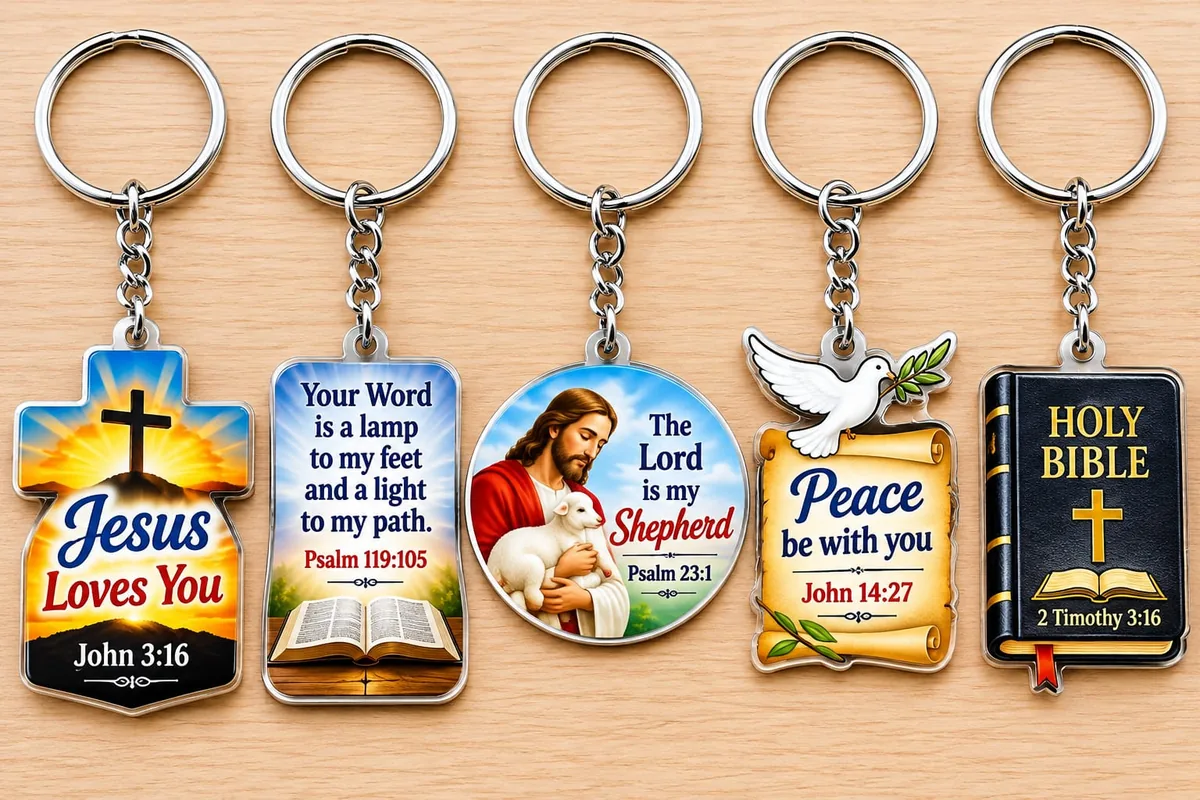 Jesus
Loves You
John 3:16
Your Word
is a lamp
to my feet
and a light
to my path.
Psalm 119:105
The
Lord
is my
Shepherd
Psalm 23:1
Peace
be with you
John 14:27
HOLY
BIBLE
2 Timothy 3:16